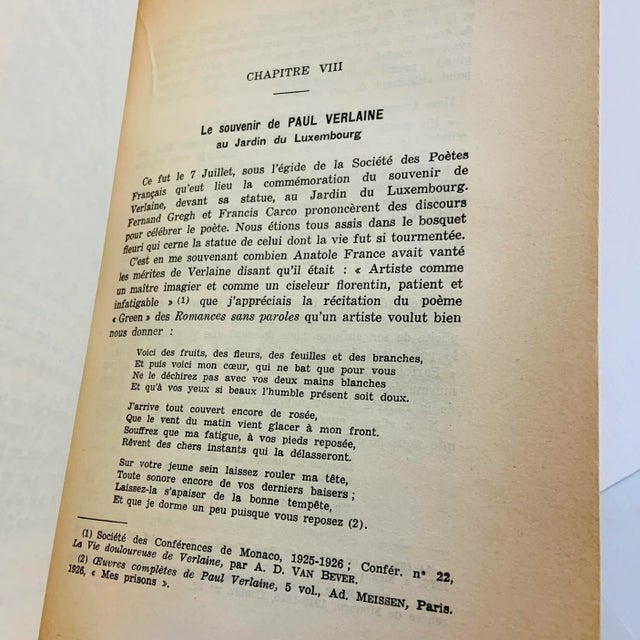 CHAPITRE VIII
Le souvenir de PAUL VERLAINE
au Jardin du Luxembourg
Ce fut le 7 Juillet, sous l'égide de la Société des Poètes
Français qu'eut lieu la commémoration du souvenir de
Verlaine, devant sa statue, au Jardin du Luxembourg.
Fernand Gregh et Francis Carco prononcèrent des discours
pour célébrer le poète. Nous étions tous assis dans le bosquet
fleuri qui cerne la statue de celui dont la vie fut si tourmentée.
C'est en me souvenant combien Anatole France avait vanté
les mérites de Verlaine disant qu'il était : « Artiste comme
un maître imagier et comme un ciseleur florentin, patient et
infatigable » (1) que j'appréciais la récitation du poème
« Green » des Romances sans paroles qu'un artiste voulut bien
nous donner :
Voici des fruits, des fleurs, des feuilles et des branches,
Et puis voici mon cœur, qui ne bat que pour vous
Ne le déchirez pas avec vos deux mains blanches
Et qu'à vos yeux si beaux l'humble présent soit doux.
J'arrive tout couvert encore de rosée,
Que le vent du matin vient glacer à mon front.
Souffrez que ma fatigue, à vos pieds reposée,
Rêvent des chers instants qui la délasseront.
Sur votre jeune sein laissez rouler ma tête,
Toute sonore encore de vos derniers baisers ;
Laissez-la s'apaiser de la bonne tempête,
Et que je dorme un peu puisque vous reposez (2).
(1) Société des Conférences de Monaco, 1925-1926 ; Confér. n° 22,
La Vie douloureuse de Verlaine, par A. D. VAN BEVER.
(2) Œuvres complètes de Paul Verlaine, 5 vol., Ad. MEISSEN, Paris.
1926, « Mes prisons ».